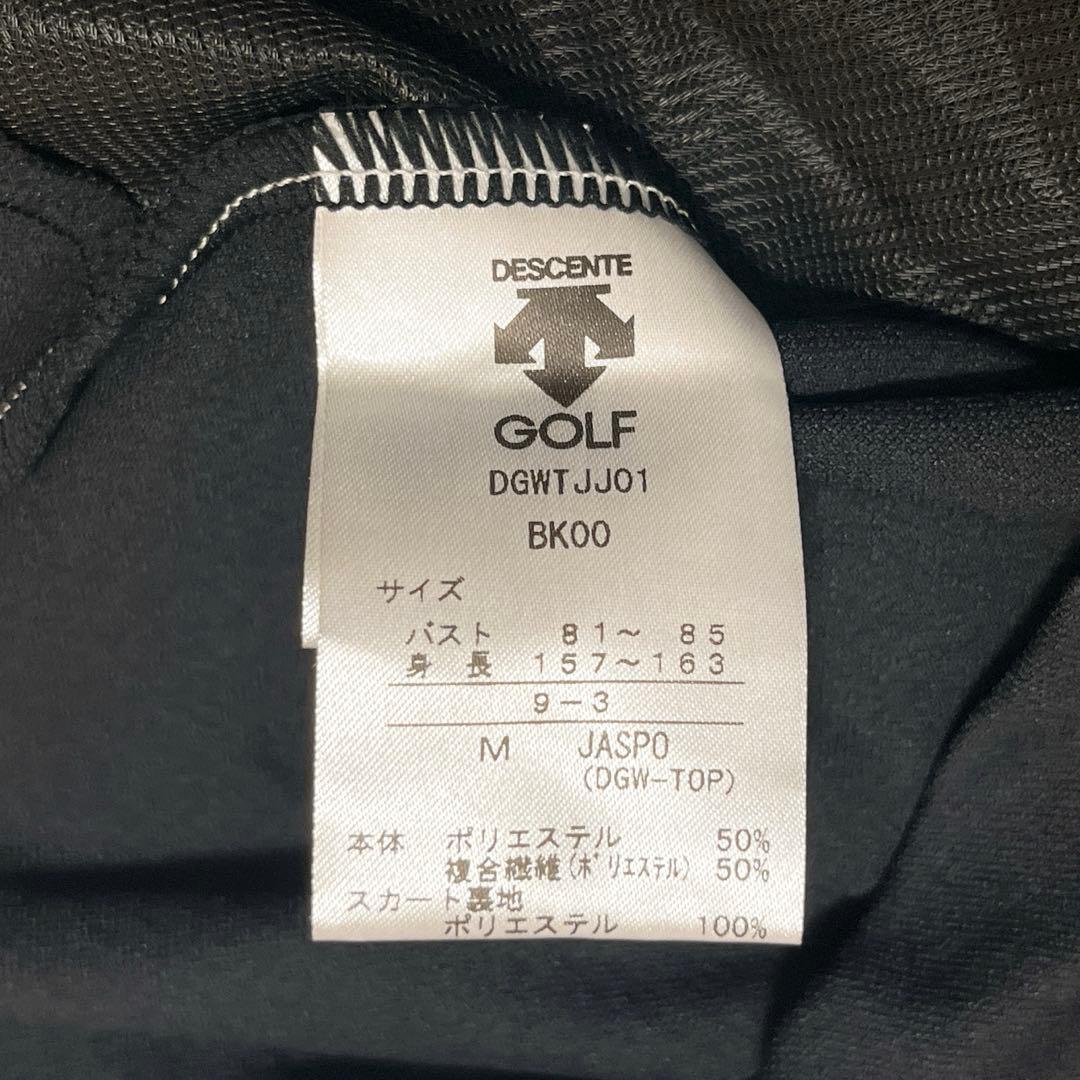 DESCENTE
GOLF
DGWTJJ01
BK00
サイズ
バスト 81～ 85
身 長 157～163
9－3
M JASPO
(DGW-TOP)
本体 ポリエステル 50%
複合繊維(ﾎﾟﾘｴｽﾃﾙ) 50%
スカート裏地
ポリエステル 100%